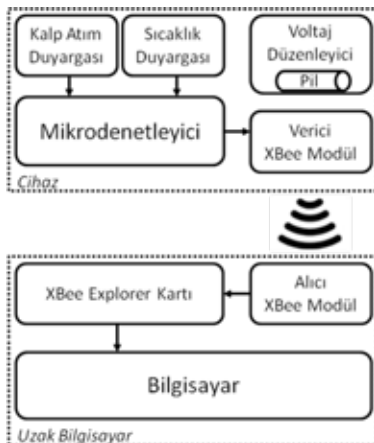 Kalp Atım
Duyargası
Sıcaklık
Duyargası
Voltaj
Düzenleyici
Pil
Mikrodenetleyici
Verici
XBee Modül
Cihaz
XBee Explorer Kartı
Alıcı
XBee Modül
Bilgisayar
Uzak Bilgisayar